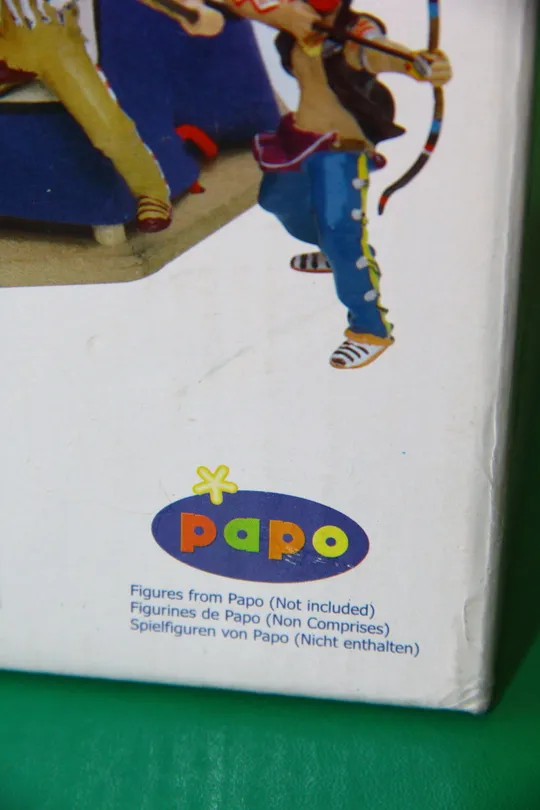 papo
Figures from Papo (Not included)
Figurines de Papo (Non Comprises)
Spielfiguren von Papo (Nicht enthalten)